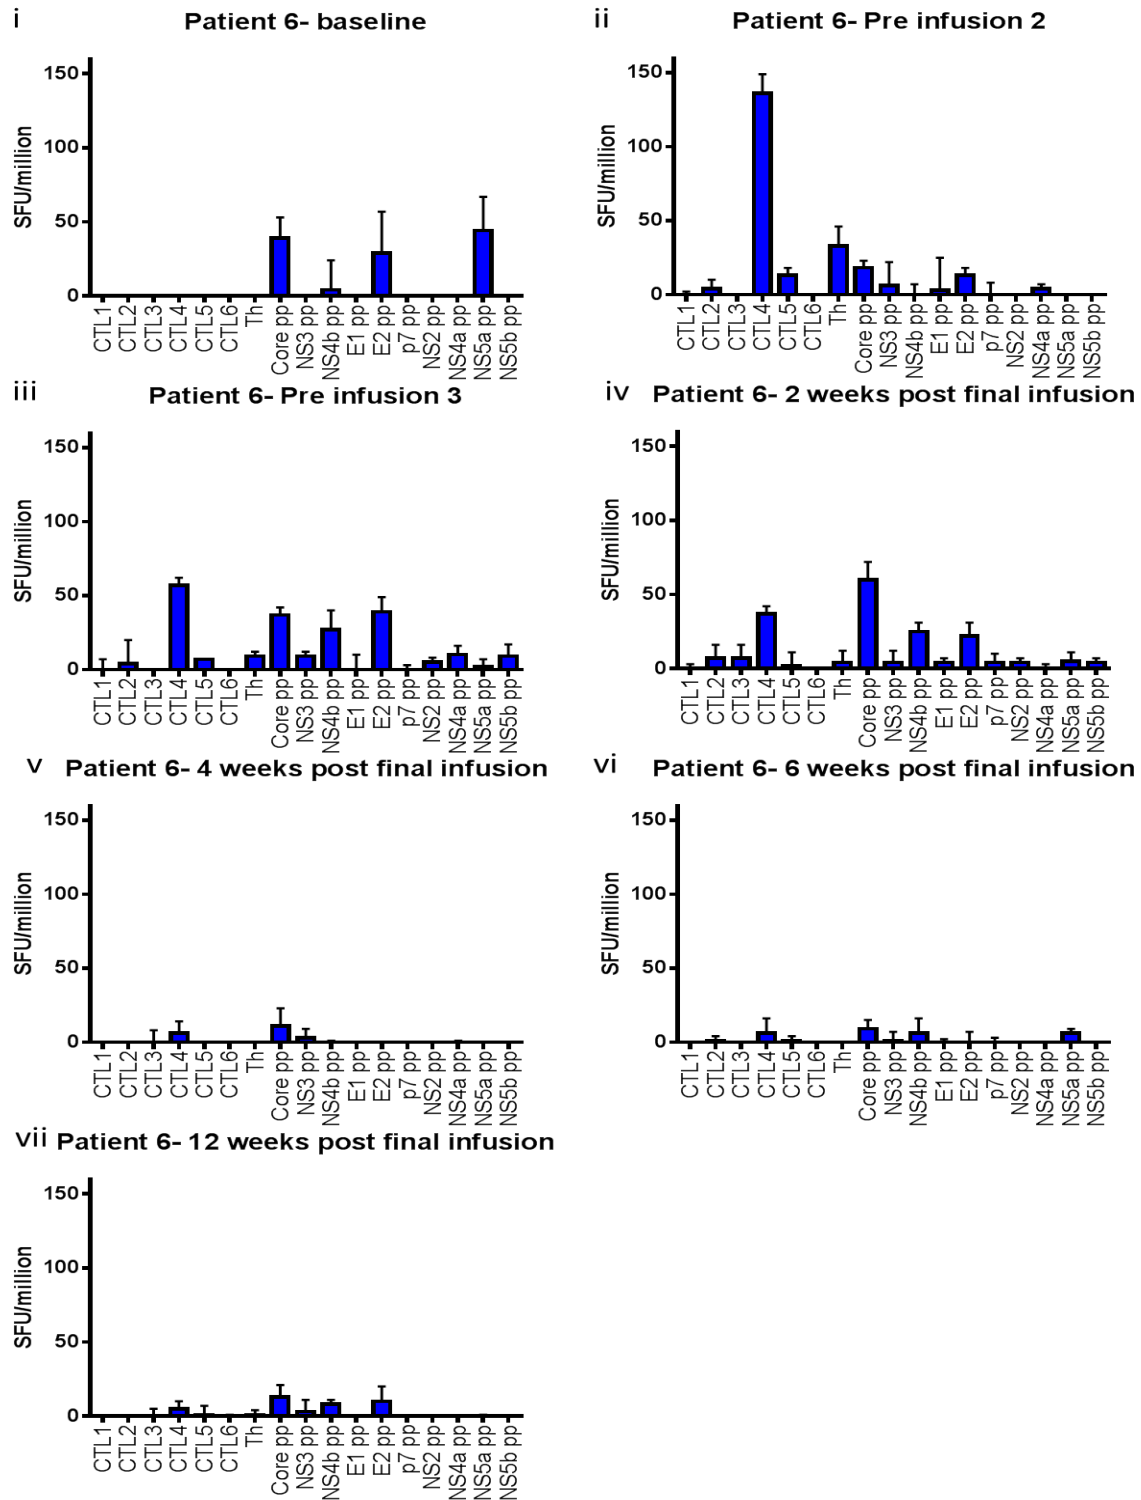 i Patient 6- baseline
SFU/million
150
100
50
0
CTL1 CTL2 CTL3 CTL4 CTL5 CTL6 Th Core pp NS3 pp NS4b pp E1 pp E2 pp p7 pp NS2 pp NS4a pp NS5a pp NS5b pp
ii Patient 6- Pre infusion 2
SFU/million
150
100
50
0
CTL1 CTL2 CTL3 CTL4 CTL5 CTL6 Th Core pp NS3 pp NS4b pp E1 pp E2 pp p7 pp NS2 pp NS4a pp NS5a pp NS5b pp
iii Patient 6- Pre infusion 3
SFU/million
150
100
50
0
CTL1 CTL2 CTL3 CTL4 CTL5 CTL6 Th Core pp NS3 pp NS4b pp E1 pp E2 pp p7 pp NS2 pp NS4a pp NS5a pp NS5b pp
iv Patient 6- 2 weeks post final infusion
SFU/million
150
100
50
0
CTL1 CTL2 CTL3 CTL4 CTL5 CTL6 Th Core pp NS3 pp NS4b pp E1 pp E2 pp p7 pp NS2 pp NS4a pp NS5a pp NS5b pp
v Patient 6- 4 weeks post final infusion
SFU/million
150
100
50
0
CTL1 CTL2 CTL3 CTL4 CTL5 CTL6 Th Core pp NS3 pp NS4b pp E1 pp E2 pp p7 pp NS2 pp NS4a pp NS5a pp NS5b pp
vi Patient 6- 6 weeks post final infusion
SFU/million
150
100
50
0
CTL1 CTL2 CTL3 CTL4 CTL5 CTL6 Th Core pp NS3 pp NS4b pp E1 pp E2 pp p7 pp NS2 pp NS4a pp NS5a pp NS5b pp
vii Patient 6- 12 weeks post final infusion
SFU/million
150
100
50
0
CTL1 CTL2 CTL3 CTL4 CTL5 CTL6 Th Core pp NS3 pp NS4b pp E1 pp E2 pp p7 pp NS2 pp NS4a pp NS5a pp NS5b pp